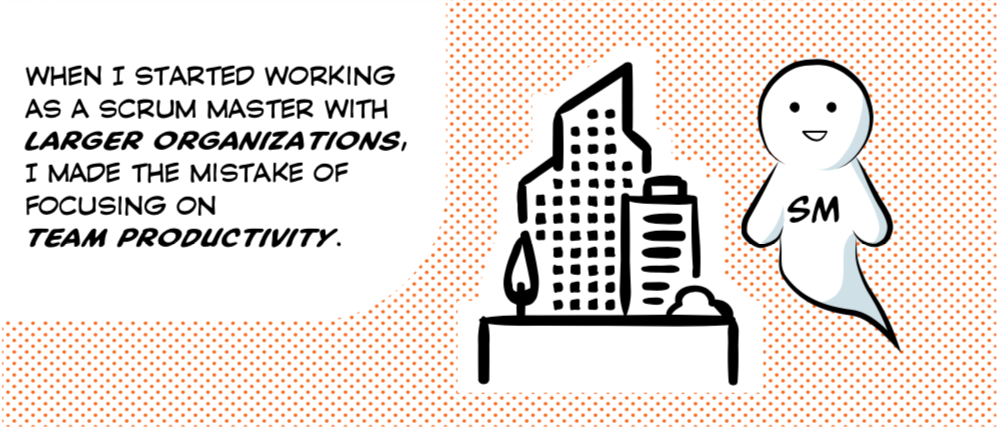 WHEN I STARTED WORKING
AS A SCRUM MASTER WITH
LARGER ORGANIZATIONS,
I MADE THE MISTAKE OF
FOCUSING ON
TEAM PRODUCTIVITY.
SM